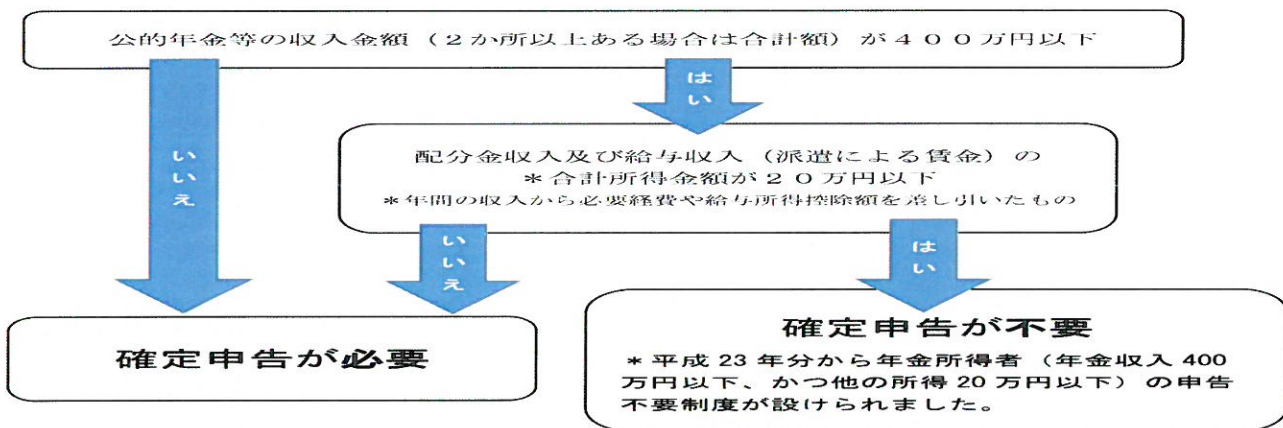 公的年金等の収入金額（２か所以上ある場合は合計額）が４００万円以下
はい
いいえ
配分金収入及び給与収入（派遣による賃金）の
＊合計所得金額が２０万円以下
＊年間の収入から必要経費や給与所得控除額を差し引いたもの
いいえ
はい
確定申告が必要
確定申告が不要
＊平成 23 年分から年金所得者（年金収入 400
万円以下、かつ他の所得 20 万円以下）の申告
不要制度が設けられました。